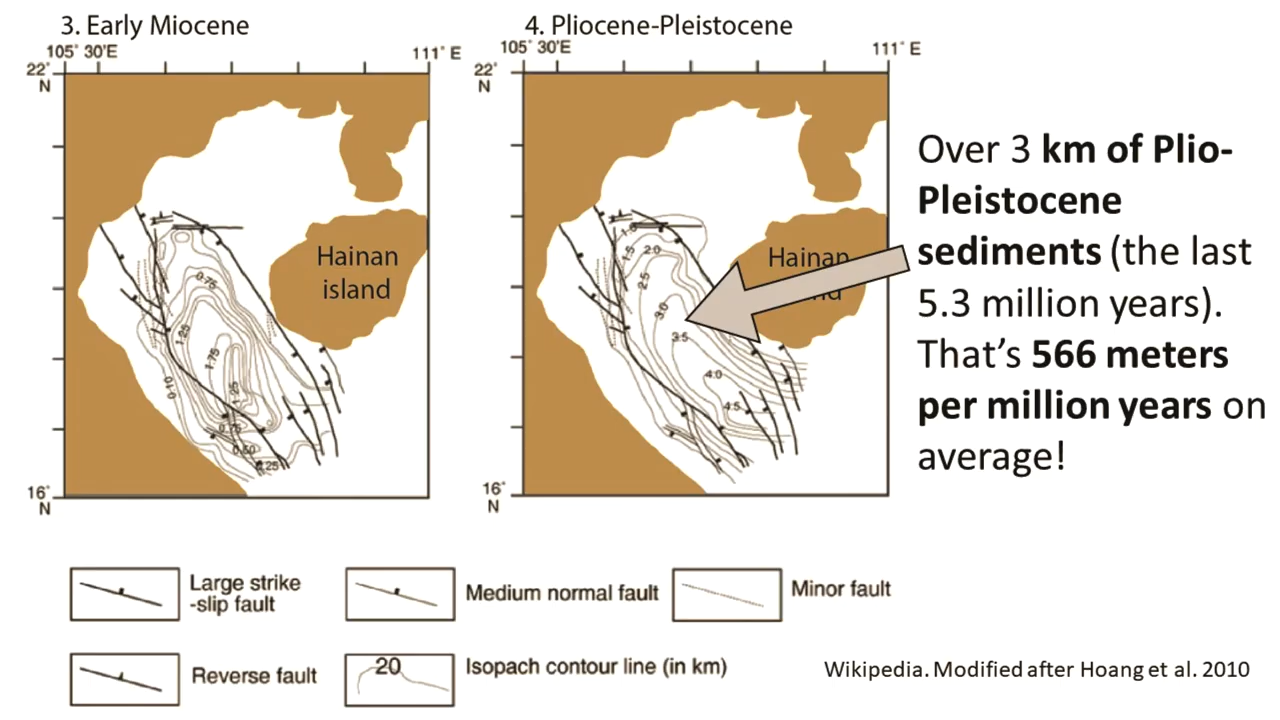 3. Early Miocene
4. Pliocene-Pleistocene
105° 30'E
111° E
105° 30'E
111° E
22°
N
22°
N
Hainan
island
0.75
1.25
1.75
1.25
0.10
0.75
0.50
0.25
16°
N
Hainan
1.0
1.5
2.0
2.5
3.0
3.5
4.0
4.5
16°
N
Over 3 km of Plio-
Pleistocene
sediments (the last
5.3 million years).
That's 566 meters
per million years on
average!
Large strike
-slip fault
Medium normal fault
Minor fault
Reverse fault
20
Isopach contour line (in km)
Wikipedia. Modified after Hoang et al. 2010